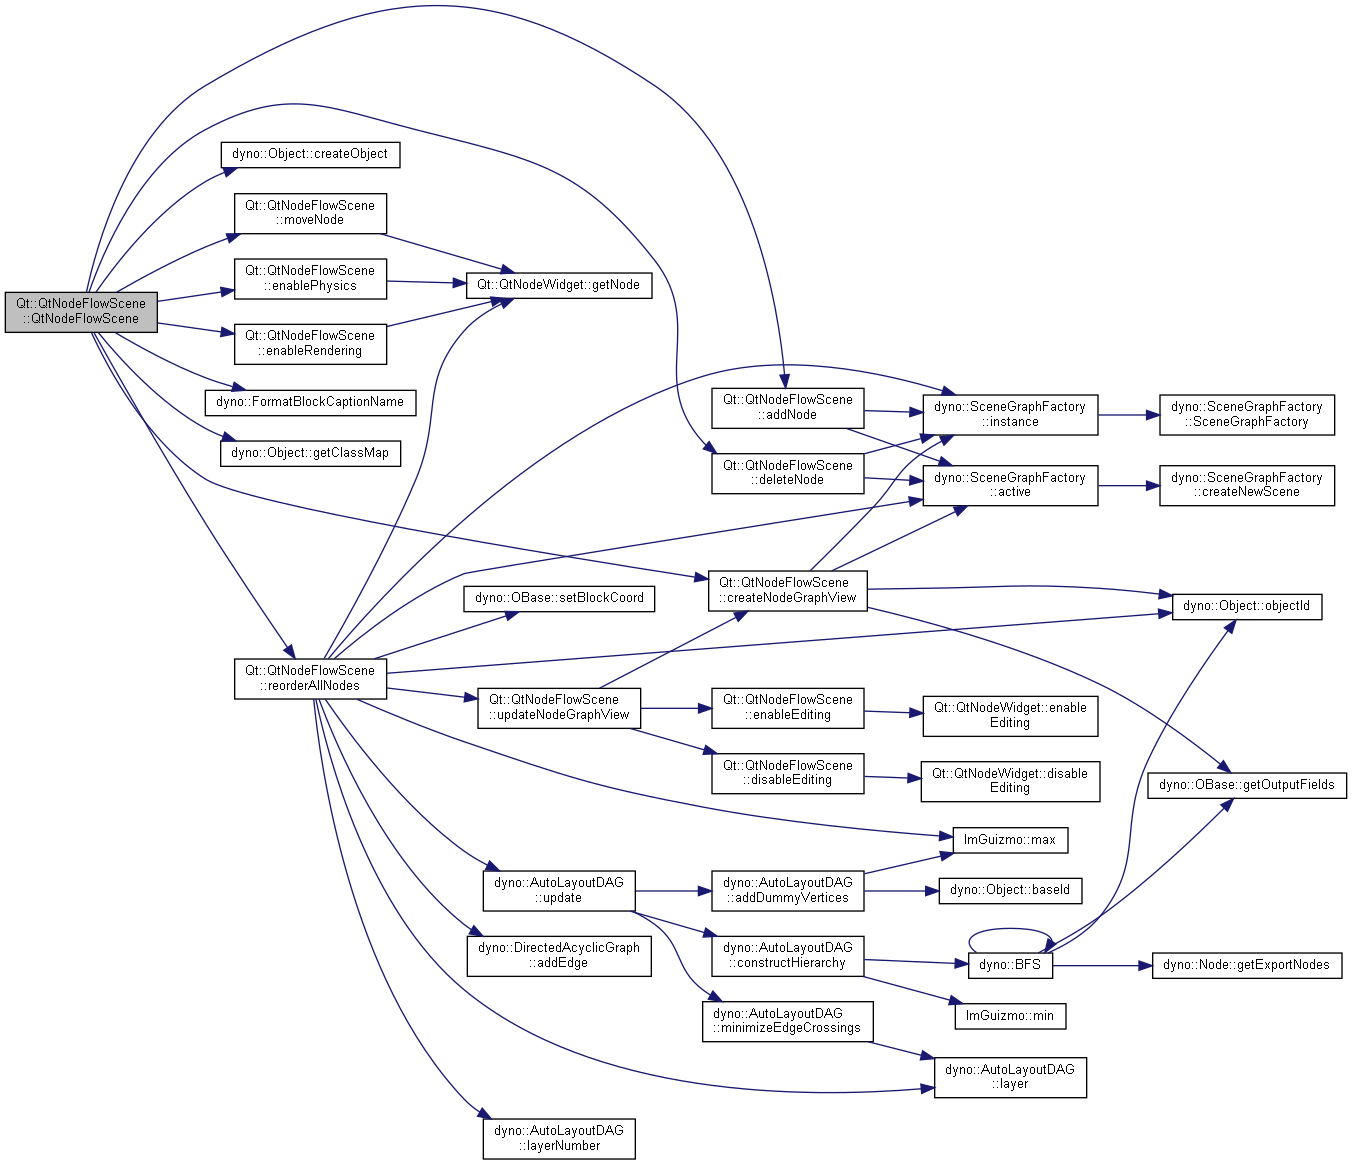 dyno::Object::createObject
Qt::QtNodeFlowScene
::moveNode
Qt::QtNodeFlowScene
::enablePhysics
Qt::QtNodeWidget::getNode
Qt::QtNodeFlowScene
::QtNodeFlowScene
Qt::QtNodeFlowScene
::enableRendering
dyno::FormatBlockCaptionName
dyno::Object::getClassMap
Qt::QtNodeFlowScene
::addNode
dyno::SceneGraphFactory
::instance
dyno::SceneGraphFactory
::SceneGraphFactory
Qt::QtNodeFlowScene
::deleteNode
dyno::SceneGraphFactory
::active
dyno::SceneGraphFactory
::createNewScene
dyno::OBase::setBlockCoord
Qt::QtNodeFlowScene
::createNodeGraphView
dyno::Object::objectId
Qt::QtNodeFlowScene
::reorderAllNodes
Qt::QtNodeFlowScene
::updateNodeGraphView
Qt::QtNodeFlowScene
::enableEditing
Qt::QtNodeWidget::enable
Editing
Qt::QtNodeFlowScene
::disableEditing
Qt::QtNodeWidget::disable
Editing
dyno::OBase::getOutputFields
ImGuizmo::max
dyno::AutoLayoutDAG
::update
dyno::AutoLayoutDAG
::addDummyVertices
dyno::Object::baseId
dyno::DirectedAcyclicGraph
::addEdge
dyno::AutoLayoutDAG
::constructHierarchy
dyno::BFS
dyno::Node::getExportNodes
dyno::AutoLayoutDAG
::minimizeEdgeCrossings
ImGuizmo::min
dyno::AutoLayoutDAG
::layer
dyno::AutoLayoutDAG
::layerNumber